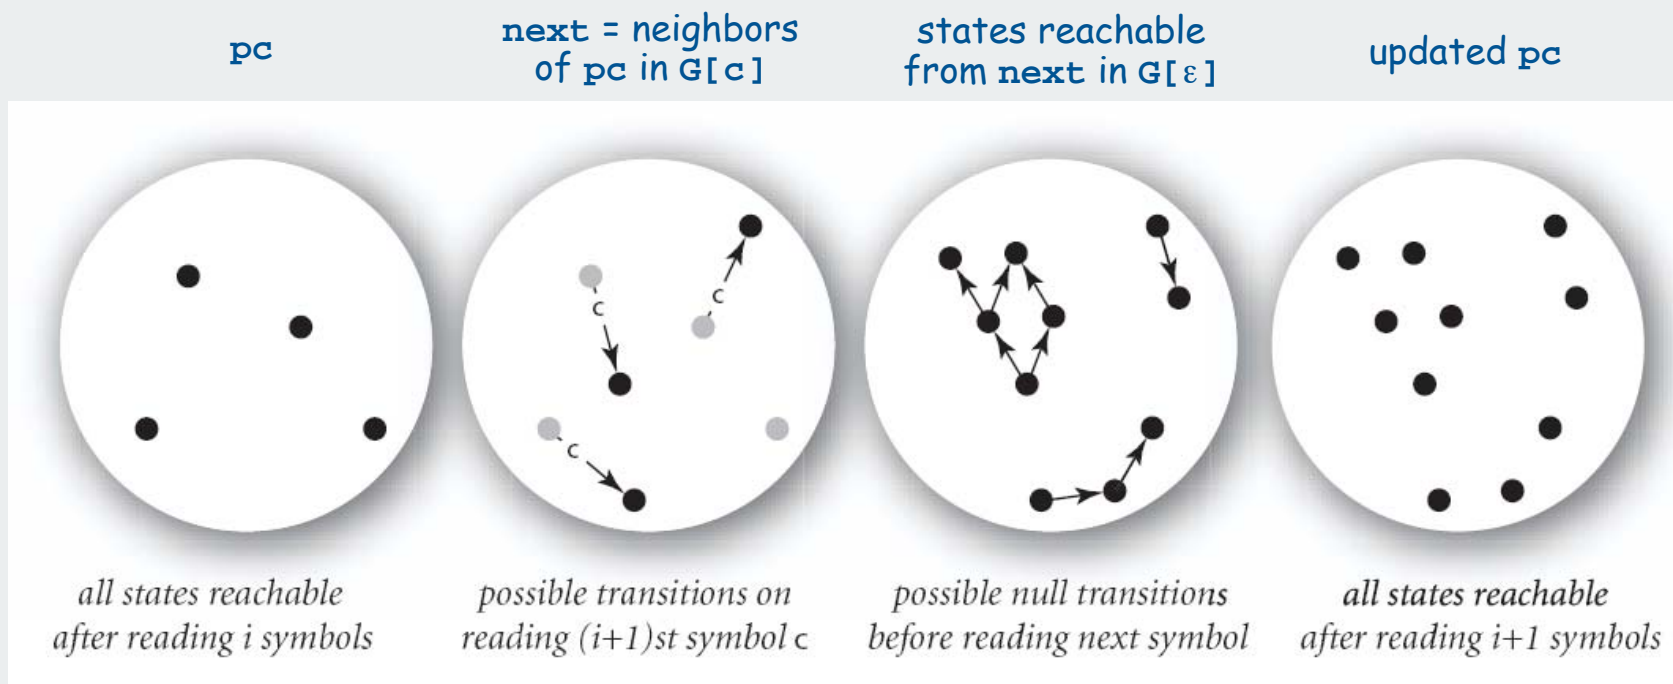 pc
next = neighbors
of pc in G[c]
states reachable
from next in G[ε]
updated pc
c
c
c
all states reachable
after reading i symbols
possible transitions on
reading (i+1)st symbol c
possible null transitions
before reading next symbol
all states reachable
after reading i+1 symbols